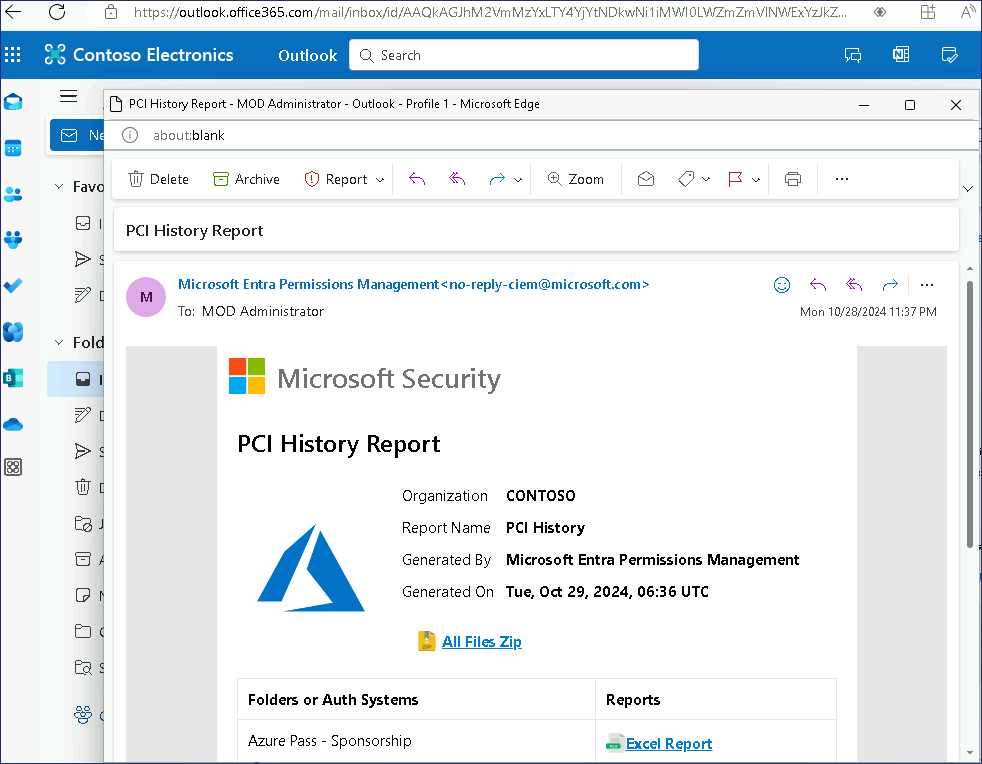 https://outlook.office365.com/mail/inbox/id/AAQkAGJhM2VmMzYxLTY4YjYtNDkwNi1iMWI0LWZmZmVlNWExYzJkZ...
Contoso Electronics
Outlook
Search
PCI History Report - MOD Administrator - Outlook - Profile 1 - Microsoft Edge
about:blank
Ne
Delete Archive Report Zoom ...
Favo
PCI History Report
Microsoft Entra Permissions Management<no-reply-ciem@microsoft.com>
M
To: MOD Administrator
Mon 10/28/2024 11:37 PM
Fold
Microsoft Security
PCI History Report
Organization CONTOSO
Report Name PCI History
Generated By Microsoft Entra Permissions Management
Generated On Tue, Oct 29, 2024, 06:36 UTC
All Files Zip
Folders or Auth Systems Reports
Azure Pass - Sponsorship Excel Report